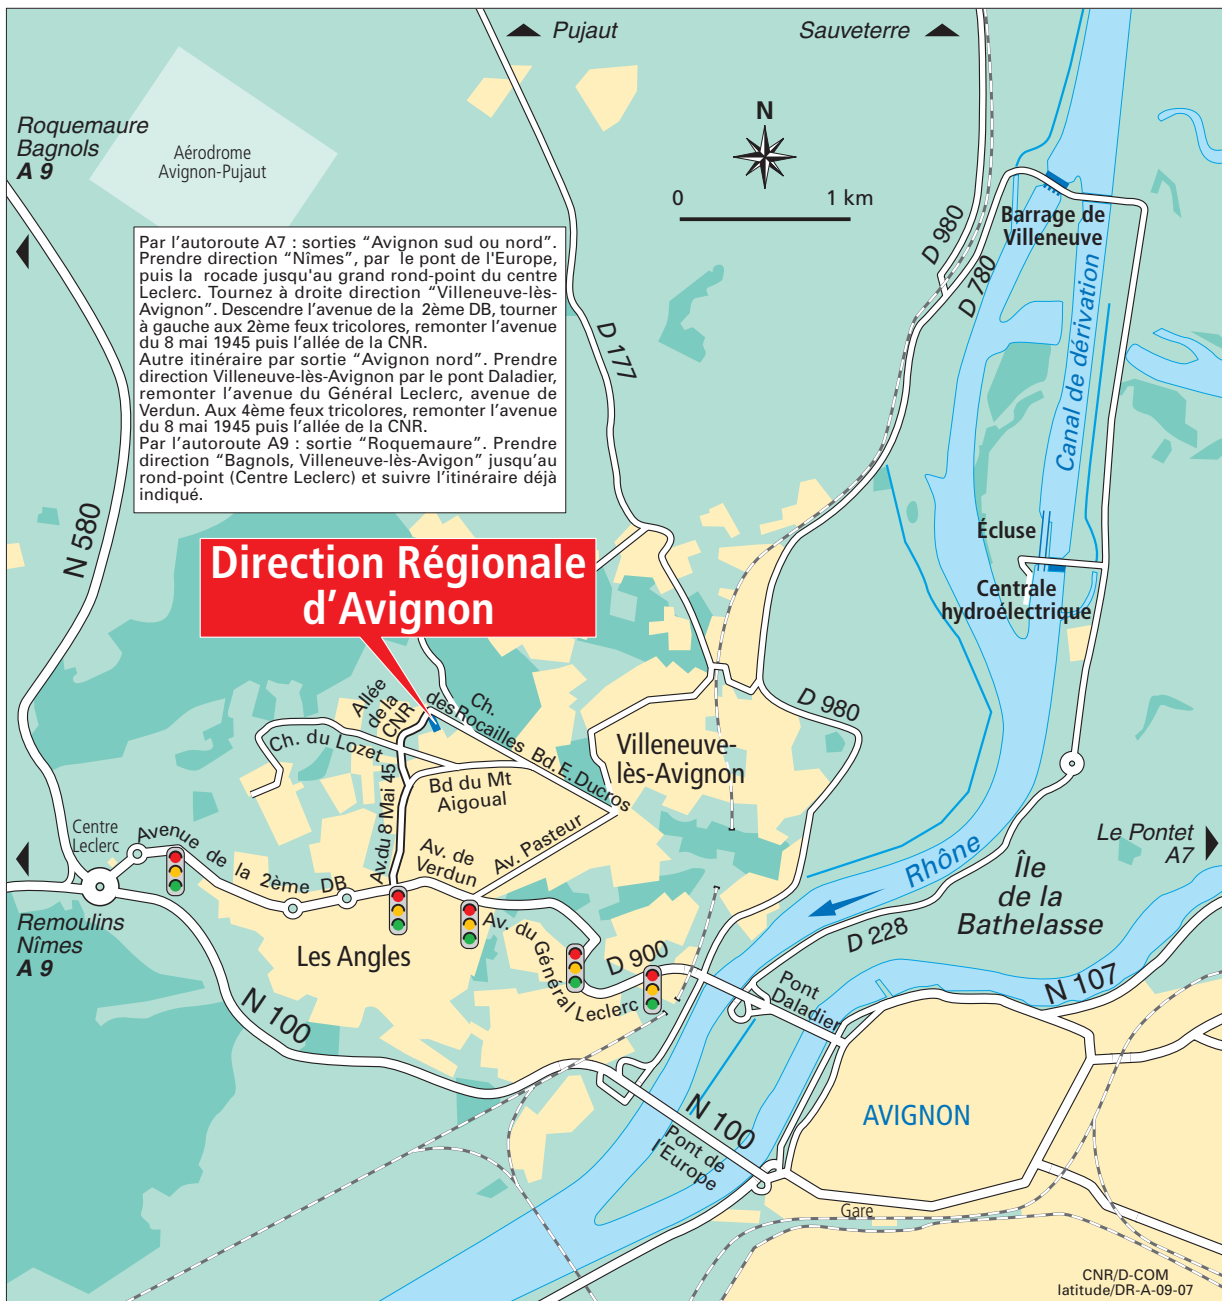 Pujaut
Sauveterre
Roquemaure
Bagnols
A 9
Aérodrome
Avignon-Pujaut
N
0 1 km
Barrage de
Villeneuve
D 980
D 780
Canal de dérivation
Par l'autoroute A7 : sorties “Avignon sud ou nord”.
Prendre direction “Nîmes”, par le pont de l'Europe,
puis la rocade jusqu'au grand rond-point du centre
Leclerc. Tournez à droite direction “Villeneuve-lès-
Avignon”. Descendre l'avenue de la 2ème DB, tourner
à gauche aux 2ème feux tricolores, remonter l'avenue
du 8 mai 1945 puis l'allée de la CNR.
Autre itinéraire par sortie “Avignon nord”. Prendre
direction Villeneuve-lès-Avignon par le pont Daladier,
remonter l'avenue du Général Leclerc, avenue de
Verdun. Aux 4ème feux tricolores, remonter l'avenue
du 8 mai 1945 puis l'allée de la CNR.
Par l'autoroute A9 : sortie “Roquemaure”. Prendre
direction “Bagnols, Villeneuve-lès-Avigon” jusqu'au
rond-point (Centre Leclerc) et suivre l'itinéraire déjà
indiqué.
D 177
N 580
Écluse
Centrale
hydroélectrique
Direction Régionale
d'Avignon
Allée
de la
CNR
Ch.
des Rocailles
D 980
Ch. du Lozet
Villeneuve-
lès-Avignon
Bd. E. Ducros
Bd du Mt
Aigoual
Av. du 8 Mai 45
Av. Pasteur
Centre
Leclerc
Avenue de la 2ème DB
Av. de
Verdun
Rhône
Le Pontet
A7
Île
de la
Bathelasse
Remoulins
Nîmes
A 9
Les Angles
Av. du Général Leclerc
D 900
D 228
Pont
Daladier
N 107
N 100
N 100
Pont de
l'Europe
AVIGNON
Gare
CNR/D-COM
latitude/DR-A-09-07